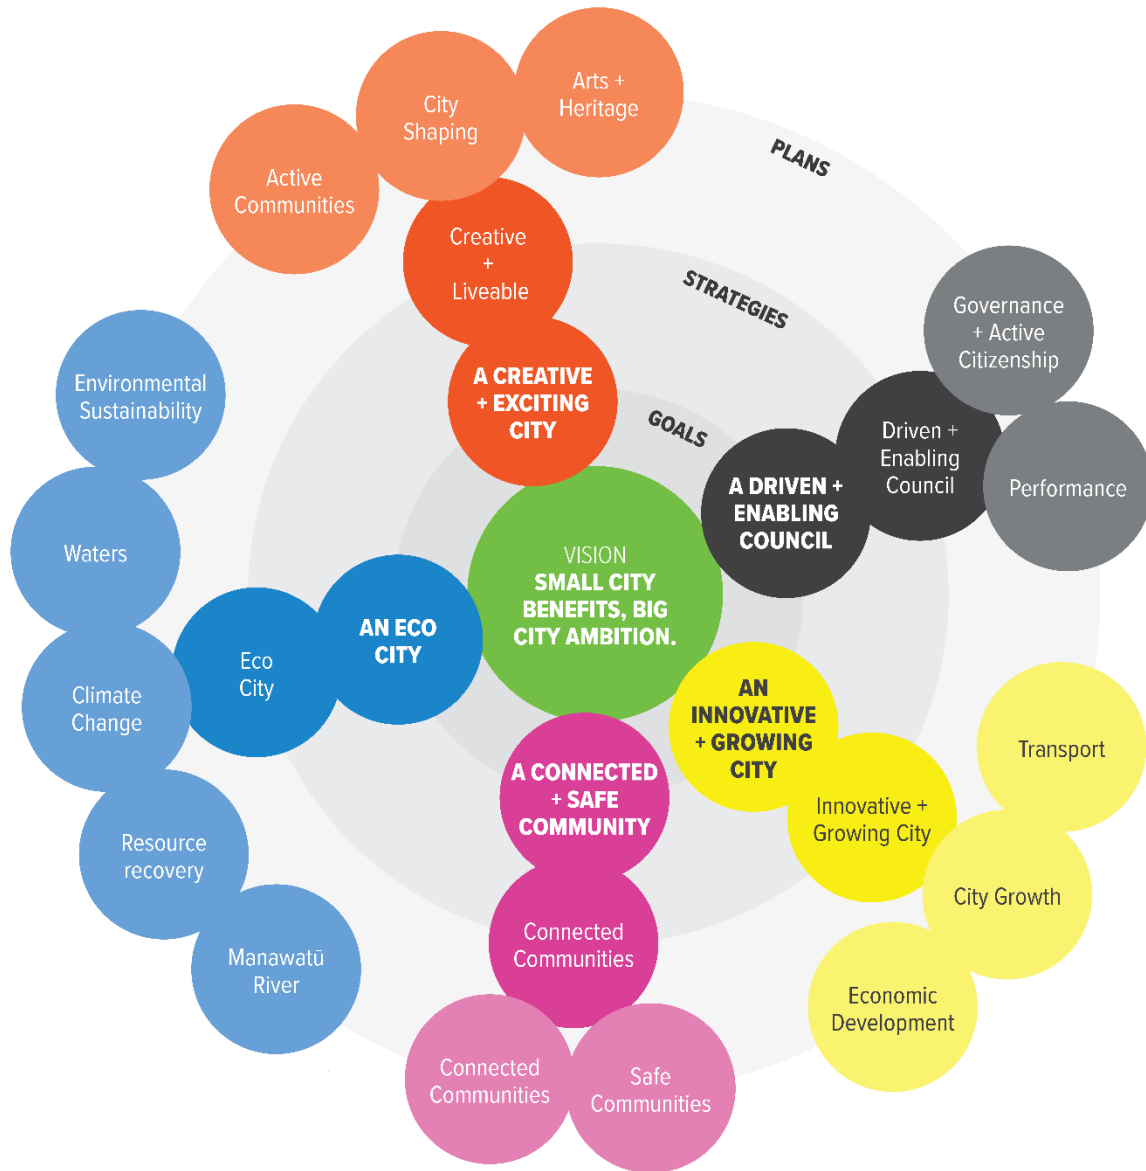 Arts +
Heritage
City
Shaping
Active
Communities
PLANS
Creative
+
Liveable
STRATEGIES
Governance
+ Active
Citizenship
A CREATIVE
+ EXCITING
CITY
GOALS
Environmental
Sustainability
Driven +
Enabling
Council
Performance
A DRIVEN +
ENABLING
COUNCIL
Waters
VISION
SMALL CITY
BENEFITS, BIG
CITY AMBITION.
AN ECO
CITY
Eco
City
Climate
Change
AN
INNOVATIVE
+ GROWING
CITY
Transport
A CONNECTED
+ SAFE
COMMUNITY
Innovative +
Growing City
Resource
recovery
City Growth
Connected
Communities
Manawatū
River
Economic
Development
Connected
Communities
Safe
Communities